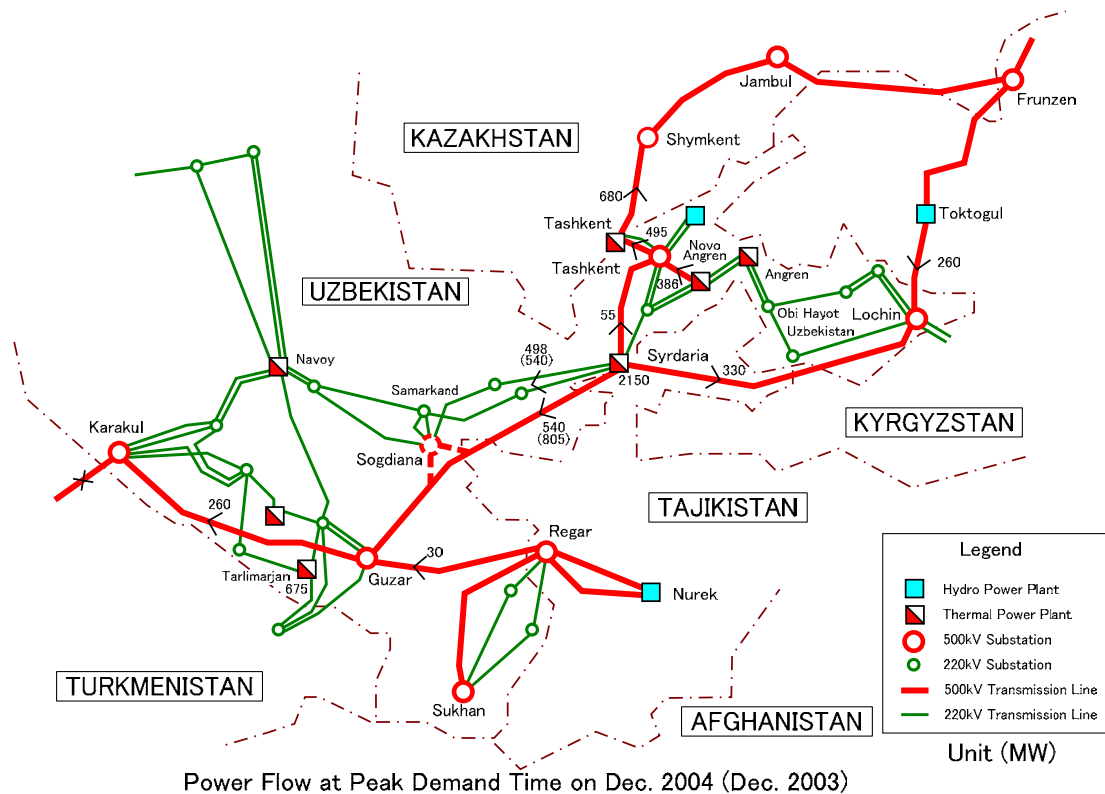 Jambul
Frunzen
KAZAKHSTAN
Shymkent
680
Tashkent
495
Toktogul
Novo
Angren
Tashkent
Angren
260
386
UZBEKISTAN
Obi Hayot
Lochin
Uzbekistan
55
498
(540)
Syrdaria
Navoy
2150
330
Samarkand
540
(805)
KYRGYZSTAN
Karakul
Sogdiana
TAJIKISTAN
260
Regar
30
Guzar
Tarlimarjan
675
Nurek
TURKMENISTAN
Sukhan
AFGHANISTAN
Legend
Hydro Power Plant
Thermal Power Plant
500kV Substation
220kV Substation
500kV Transmission Line
220kV Transmission Line
Unit (MW)
Power Flow at Peak Demand Time on Dec. 2004 (Dec. 2003)